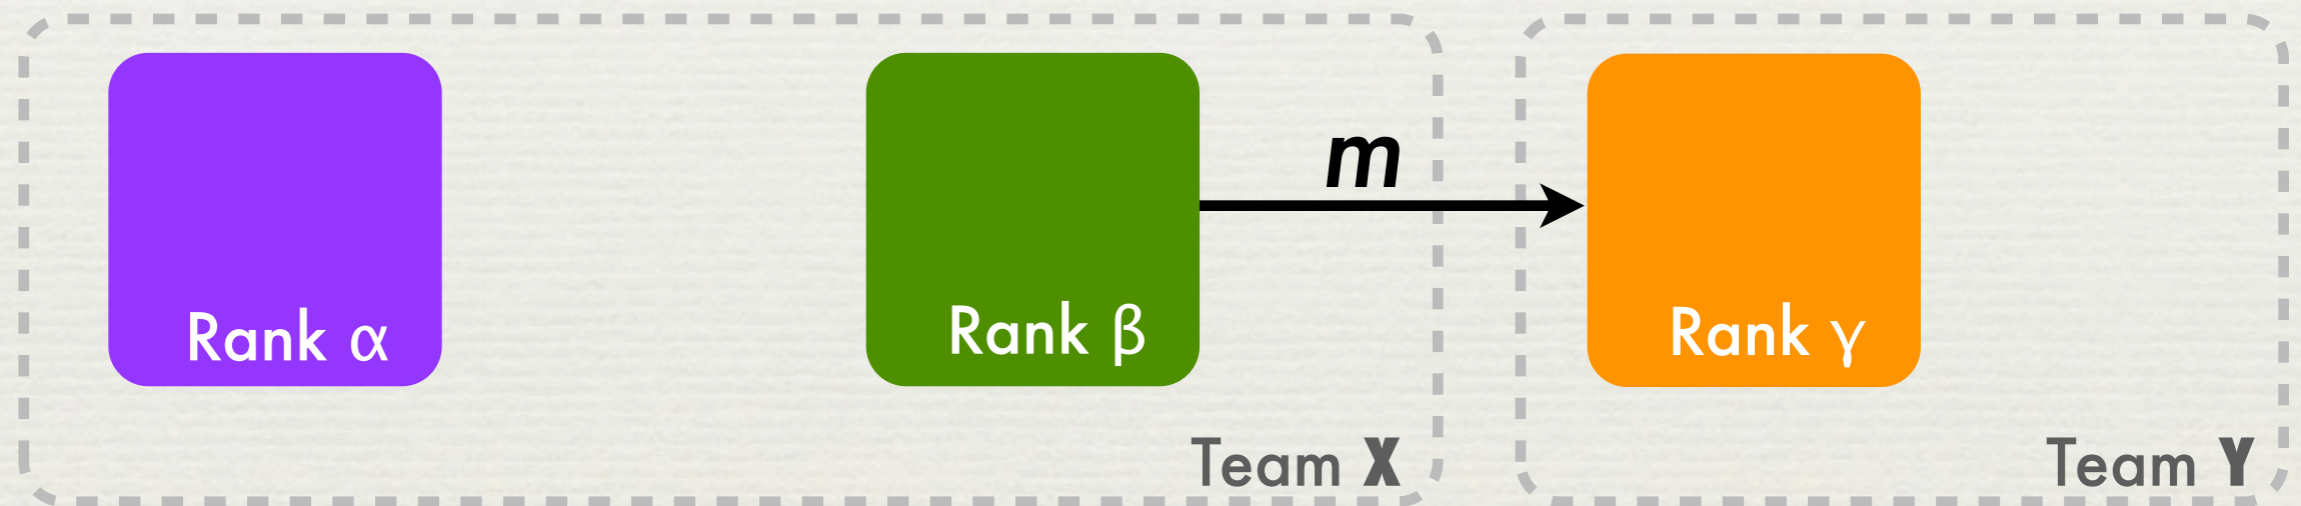 m
Rank α
Rank β
Rank γ
Team X
Team Y